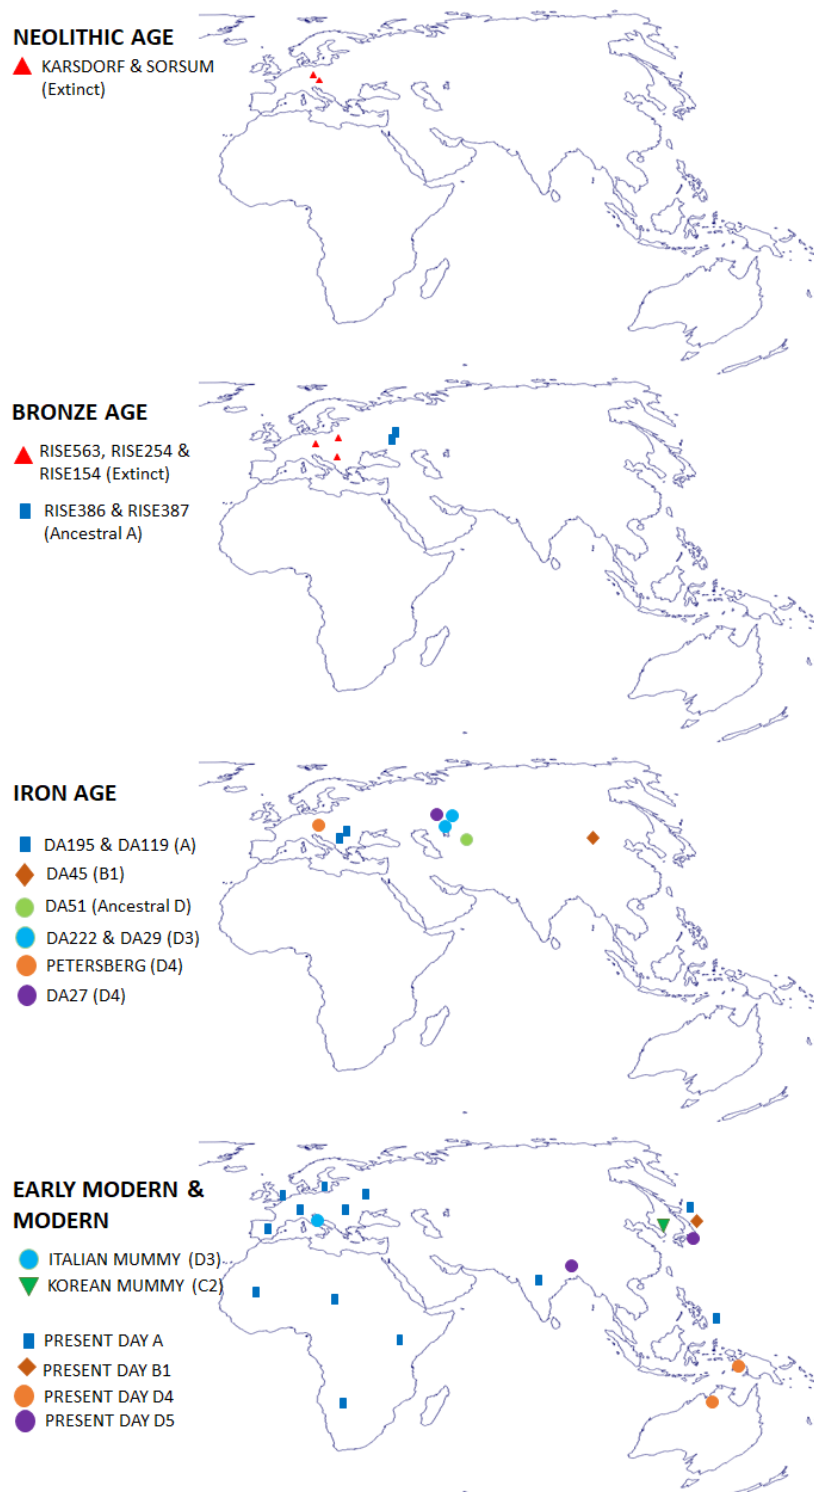 NEOLITHIC AGE
KARSDORF & SORSUM
(Extinct)
BRONZE AGE
RISE563, RISE254 &
RISE154 (Extinct)
RISE386 & RISE387
(Ancestral A)
IRON AGE
DA195 & DA119 (A)
DA45 (B1)
DA51 (Ancestral D)
DA222 & DA29 (D3)
PETERSBERG (D4)
DA27 (D4)
EARLY MODERN &
MODERN
ITALIAN MUMMY (D3)
KOREAN MUMMY (C2)
PRESENT DAY A
PRESENT DAY B1
PRESENT DAY D4
PRESENT DAY D5